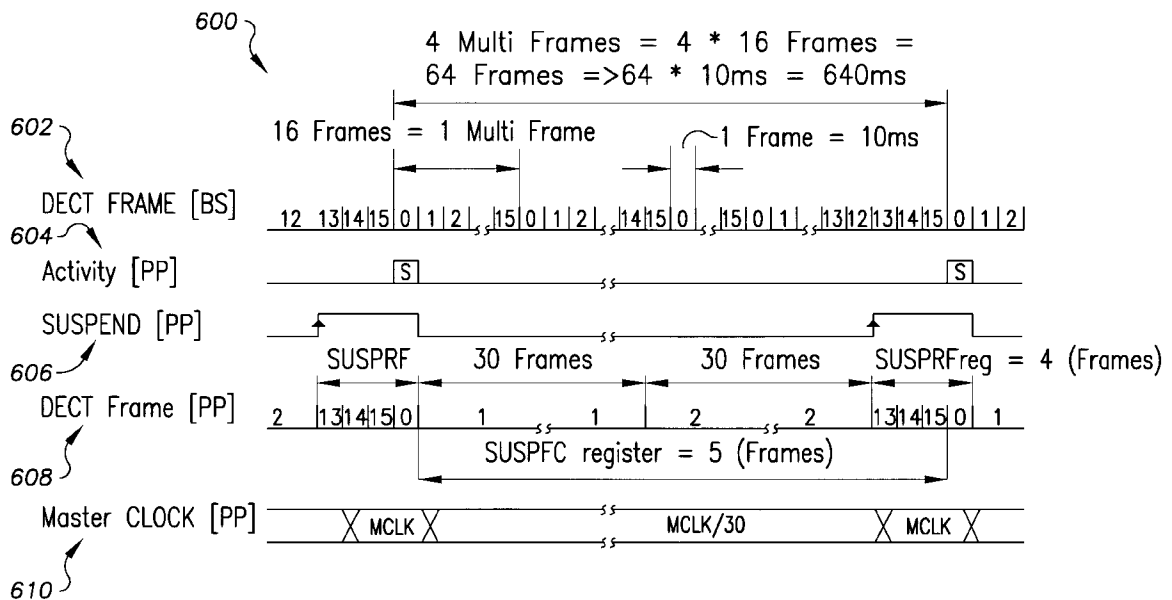 600
4 Multi Frames = 4 * 16 Frames =
64 Frames =>64 * 10ms = 640ms
602
16 Frames = 1 Multi Frame
1 Frame = 10ms
DECT FRAME [BS]
12 13 14 15 0 1 2 15 0 1 2 14 15 0 15 0 1 13 12 13 14 15 0 1 2
604
Activity [PP]
S S
SUSPEND [PP]
606
SUSPRF 30 Frames 30 Frames SUSPRFreg = 4 (Frames)
DECT Frame [PP]
2 13 14 15 0 1 1 2 2 13 14 15 0 1
608
SUSPFC register = 5 (Frames)
Master CLOCK [PP]
MCLK MCLK/30 MCLK
610